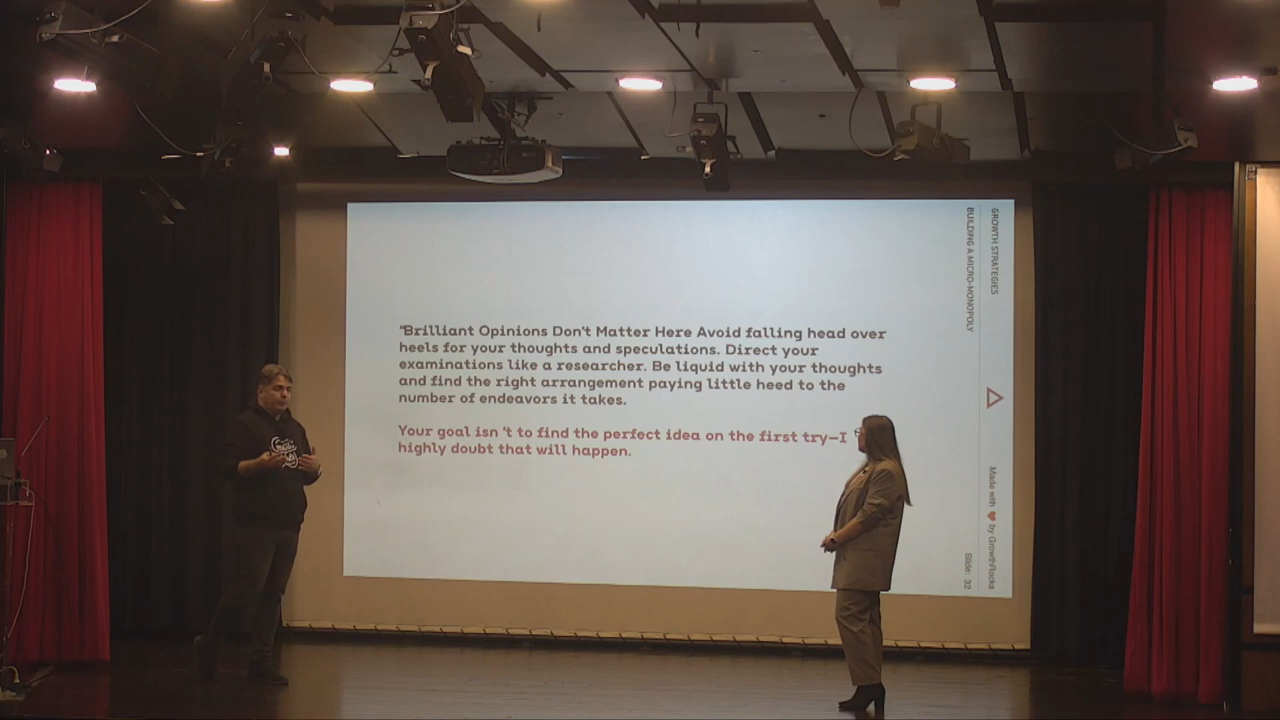 "Brilliant Opinions Don't Matter Here Avoid falling head over
heels for your thoughts and speculations. Direct your
examinations like a researcher. Be liquid with your thoughts
and find the right arrangement paying little heed to the
number of endeavors it takes.
Your goal isn 't to find the perfect idea on the first try—I
highly doubt that will happen.
GROWTH STRATEGIES
BUILDING A MICRO-MONOPOLY
Made with ❤ by GrowthRocks
Slide: 32